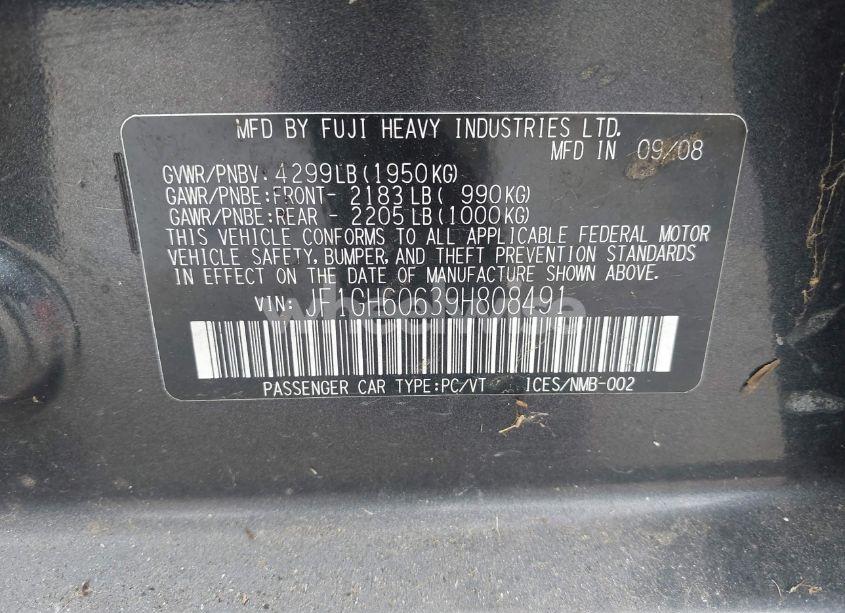 MFD BY FUJI HEAVY INDUSTRIES LTD.
MFD IN 09/08
GVWR/PNBV 4299LB(1950KG)
GAWR/PNBE:FRONT- 2183LB( 990KG)
GAWR/PNBE:REAR - 2205LB(1000KG)
THIS VEHICLE CONFORMS TO ALL APPLICABLE FEDERAL MOTOR
VEHICLE SAFETY, BUMPER, AND THEFT PREVENTION STANDARDS
IN EFFECT ON THE DATE OF MANUFACTURE SHOWN ABOVE.
VIN: JF1GH60639H808491
PASSENGER CAR TYPE:PC/VT ICES/NMB-002